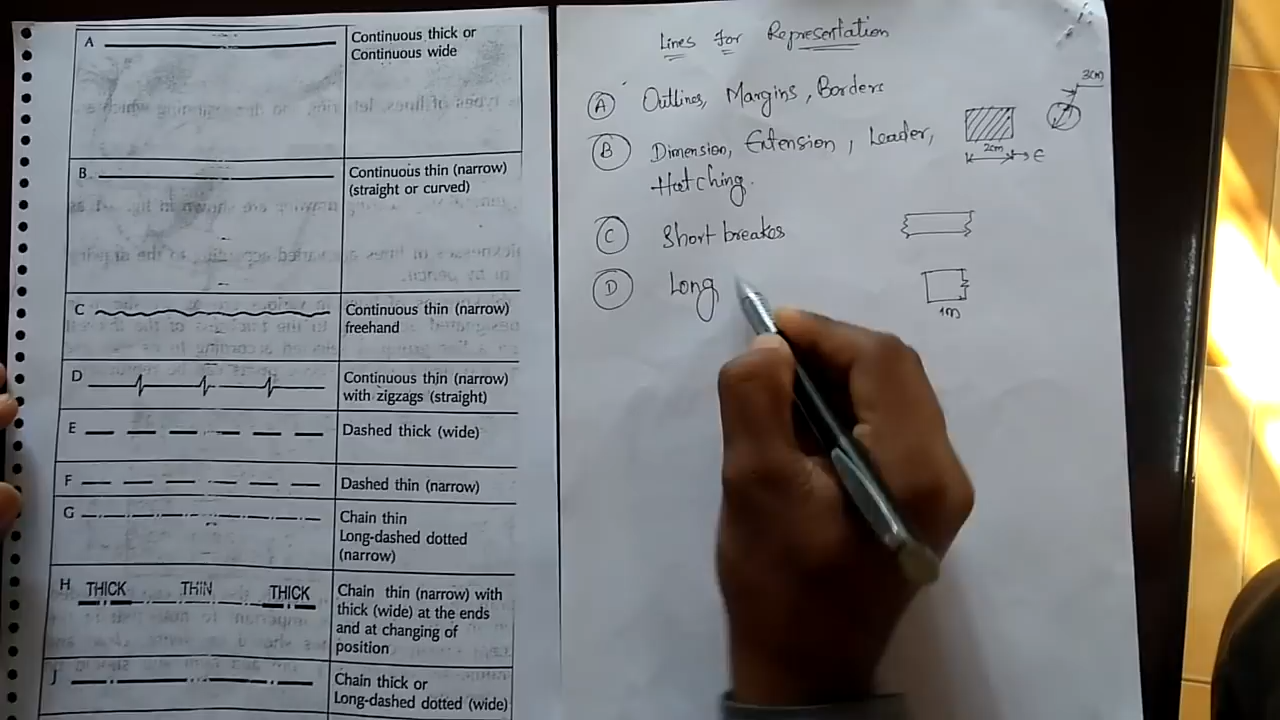 A
Continuous thick or
Continuous wide
B
Continuous thin (narrow)
(straight or curved)
C
Continuous thin (narrow)
freehand
D
Continuous thin (narrow)
with zigzags (straight)
E
Dashed thick (wide)
F
Dashed thin (narrow)
G
Chain thin
Long-dashed dotted
(narrow)
H THICK THIN THICK
Chain thin (narrow) with
thick (wide) at the ends
and at changing of
position
J
Chain thick or
Long-dashed dotted (wide)
Lines for Representation
A Outlines, Margins, Borders
B Dimension, Extension, Leader,
Hatching.
2cm E
3cm
C Short breaks
D Long
1m